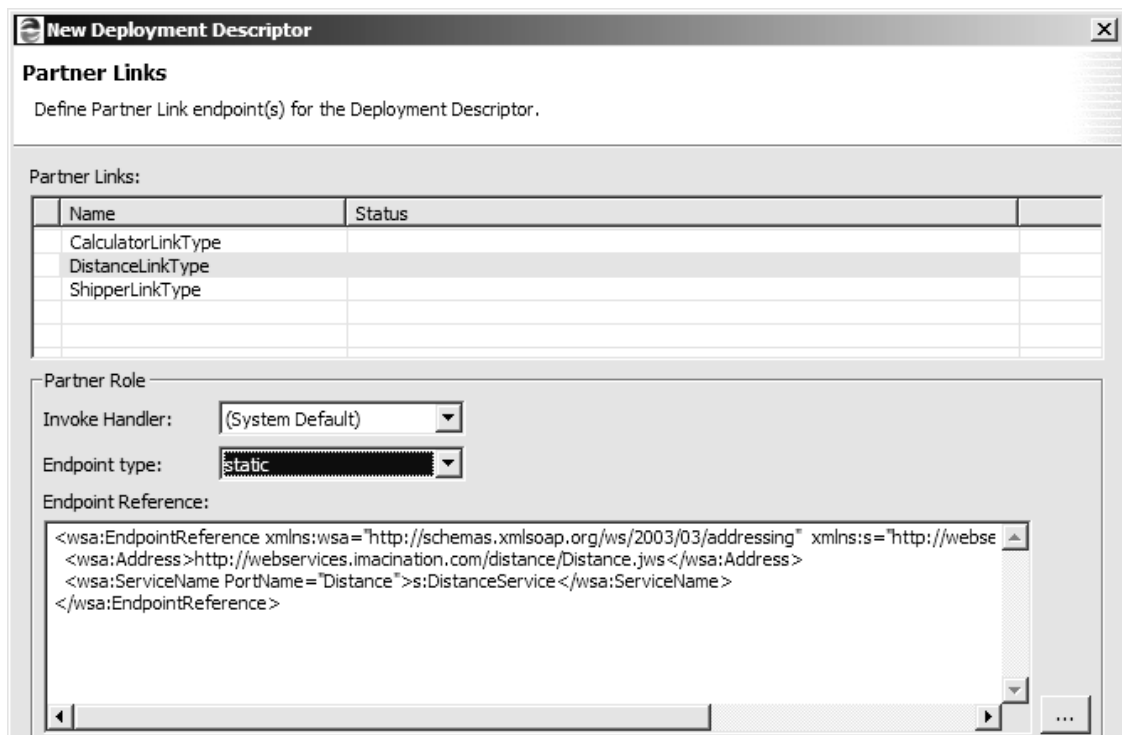 New Deployment Descriptor
Partner Links
Define Partner Link endpoint(s) for the Deployment Descriptor.
Partner Links:
Name Status
CalculatorLinkType
DistanceLinkType
ShipperLinkType
Partner Role
Invoke Handler: (System Default)
Endpoint type: static
Endpoint Reference:
<wsa:EndpointReference xmlns:wsa="http://schemas.xmlsoap.org/ws/2003/03/addressing" xmlns:s="http://webse
<wsa:Address>http://webservices.imacination.com/distance/Distance.jws</wsa:Address>
<wsa:ServiceName PortName="Distance">s:DistanceService</wsa:ServiceName>
</wsa:EndpointReference>
...